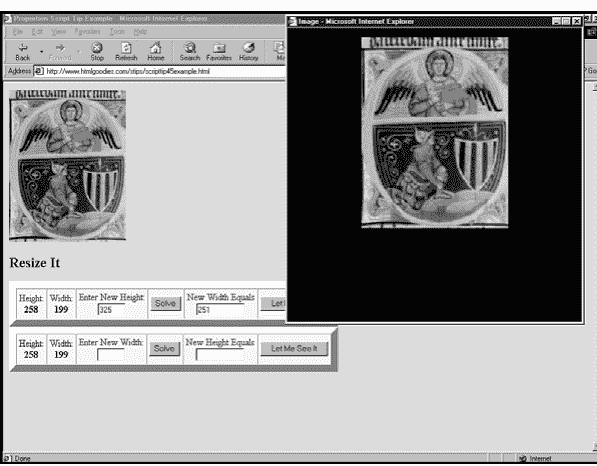 Proportion Script Tip Example - Microsoft Internet Explorer
File Edit View Favorites Tools Help
Back Forward Stop Refresh Home Search Favorites History
Address http://www.htmlgoodies.com/stips/scripttip45example.html Go
Image - Microsoft Internet Explorer
Resize It
Height: Width: Enter New Height: Solve New Width Equals Let
258 199 325 251
Height: Width: Enter New Width: Solve New Height Equals Let Me See It
258 199
Done Internet